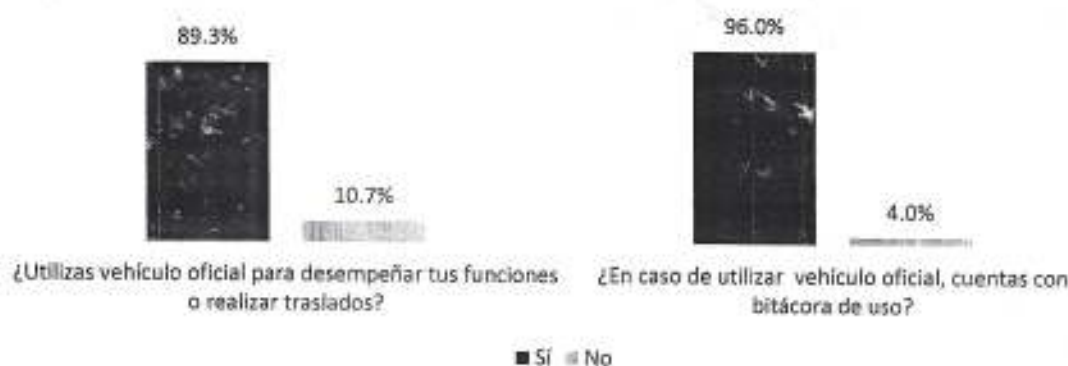 89.3%
96.0%
10.7%
4.0%
¿Utilizas vehículo oficial para desempeñar tus funciones
o realizar traslados?
¿En caso de utilizar vehículo oficial, cuentas con
bitácora de uso?
Sí No